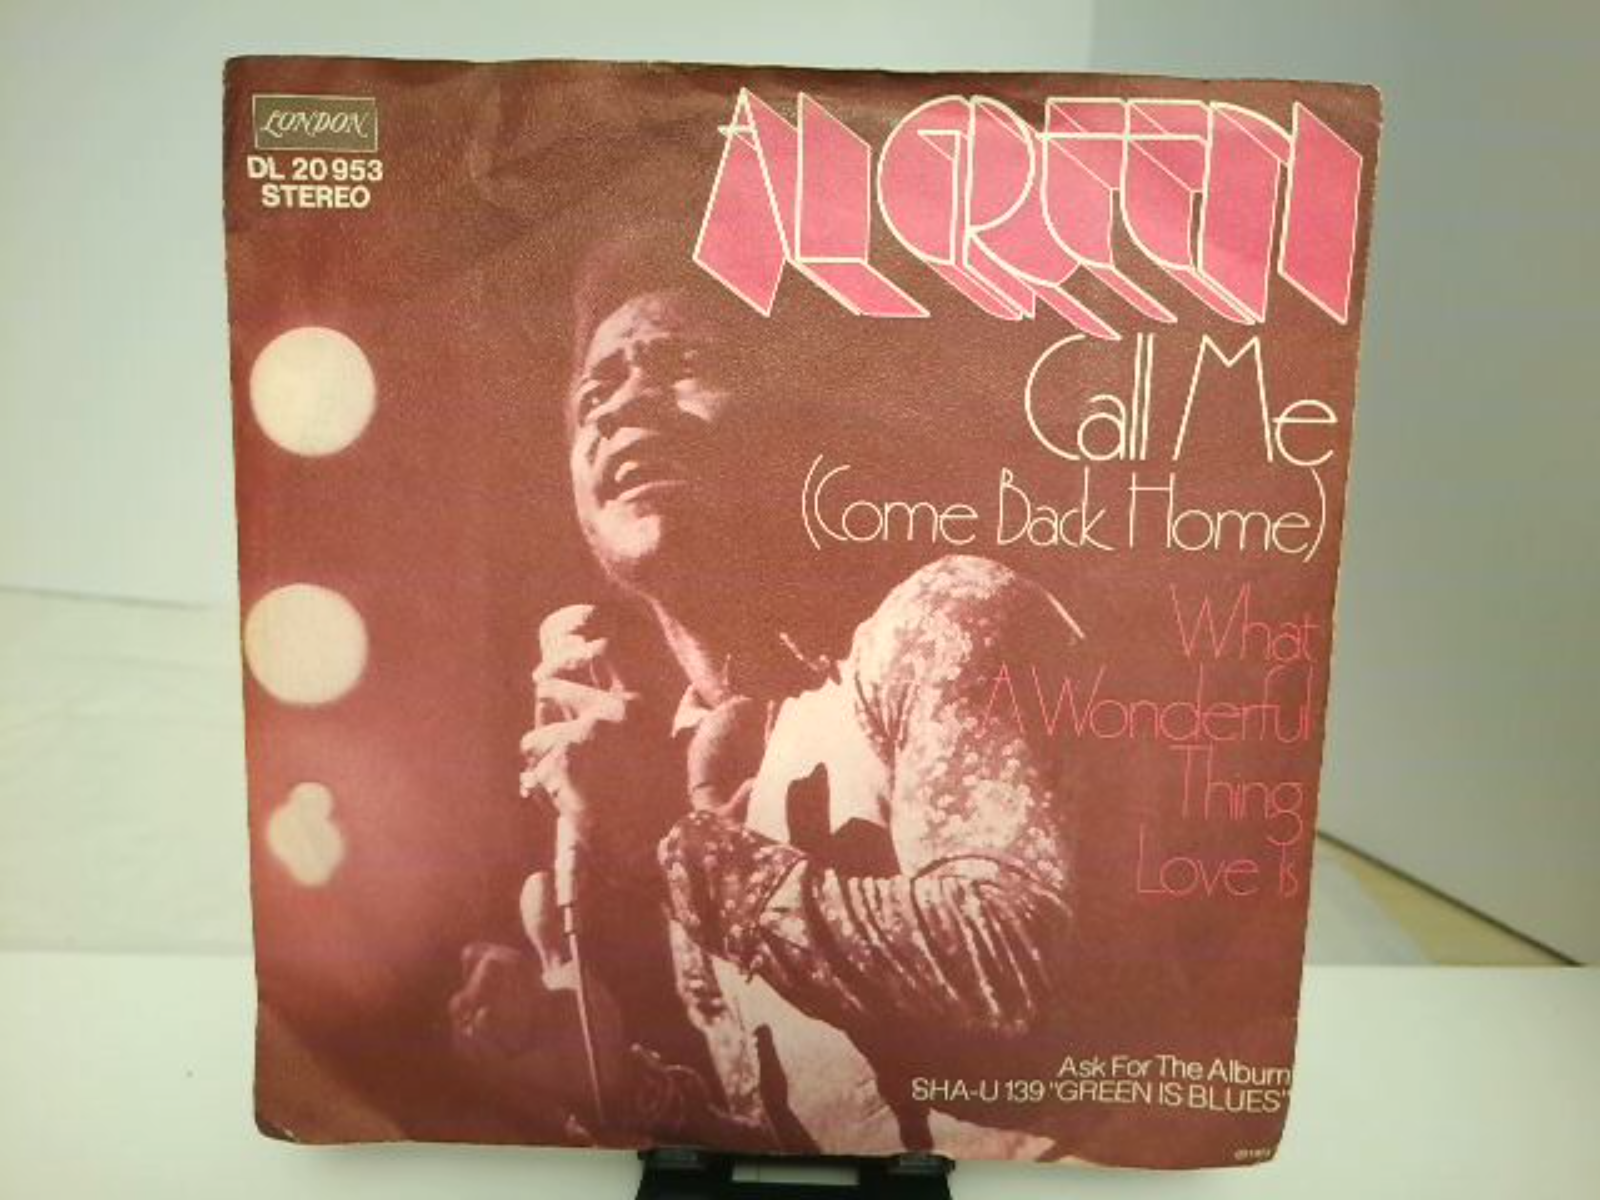 LONDON
DL 20 953
STEREO
AL GREEN
Call Me
(Come Back Home)
What
A Wonderful
Thing
Love Is
Ask For The Album
SHA-U 139 "GREEN IS BLUES"